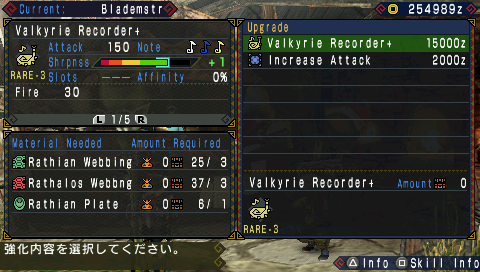 Current: Blademstr
254989z
Valkyrie Recorder+
Attack 150 Note
Shrpnss +1
RARE-3 Slots --- Affinity 0%
Fire 30
L 1/5 R
Material Needed Amount Required
Rathian Webbing 0 25/ 3
Rathalos Webbng 0 37/ 3
Rathian Plate 0 6/ 1
Upgrade
Valkyrie Recorder+ 15000z
Increase Attack 2000z
Valkyrie Recorder+ Amount 0
RARE-3
強化内容を選択してください。
Info Skill Info